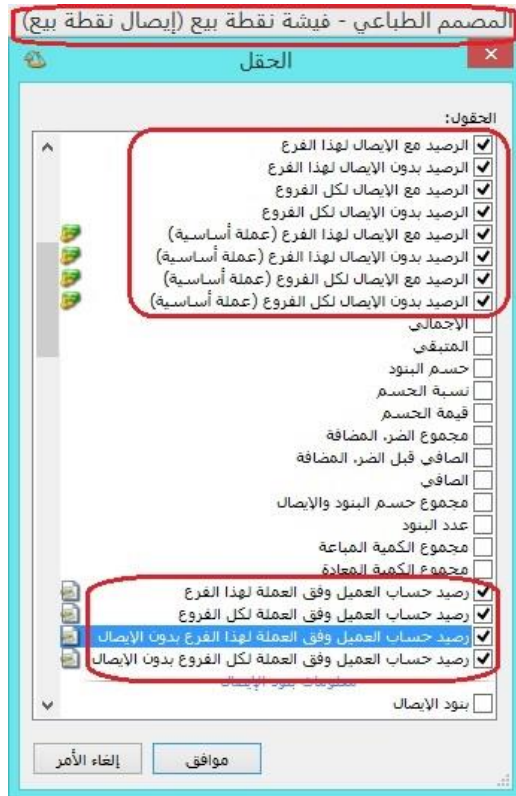 المصمم الطباعي - فيشة نقطة بيع (إيصال نقطة بيع)
الحقل
الحقول:
الرصيد مع الإيصال لهذا الفرع
الرصيد بدون الإيصال لهذا الفرع
الرصيد مع الإيصال لكل الفروع
الرصيد بدون الإيصال لكل الفروع
الرصيد مع الإيصال لهذا الفرع (عملة أساسية)
الرصيد بدون الإيصال لهذا الفرع (عملة أساسية)
الرصيد مع الإيصال لكل الفروع (عملة أساسية)
الرصيد بدون الإيصال لكل الفروع (عملة أساسية)
الإجمالي
المتبقي
حسم البنود
نسبة الحسم
قيمة الحسم
مجموع الضر. المضافة
الصافي قبل الضر. المضافة
الصافي
مجموع حسم البنود والإيصال
عدد البنود
مجموع الكمية المباعة
مجموع الكمية المعادة
رصيد حساب العميل وفق العملة لهذا الفرع
رصيد حساب العميل وفق العملة لكل الفروع
رصيد حساب العميل وفق العملة لهذا الفرع بدون الإيصال
رصيد حساب العميل وفق العملة لكل الفروع بدون الإيصال
معلومات بنود الإيصال
بنود الإيصال
موافق
إلغاء الأمر